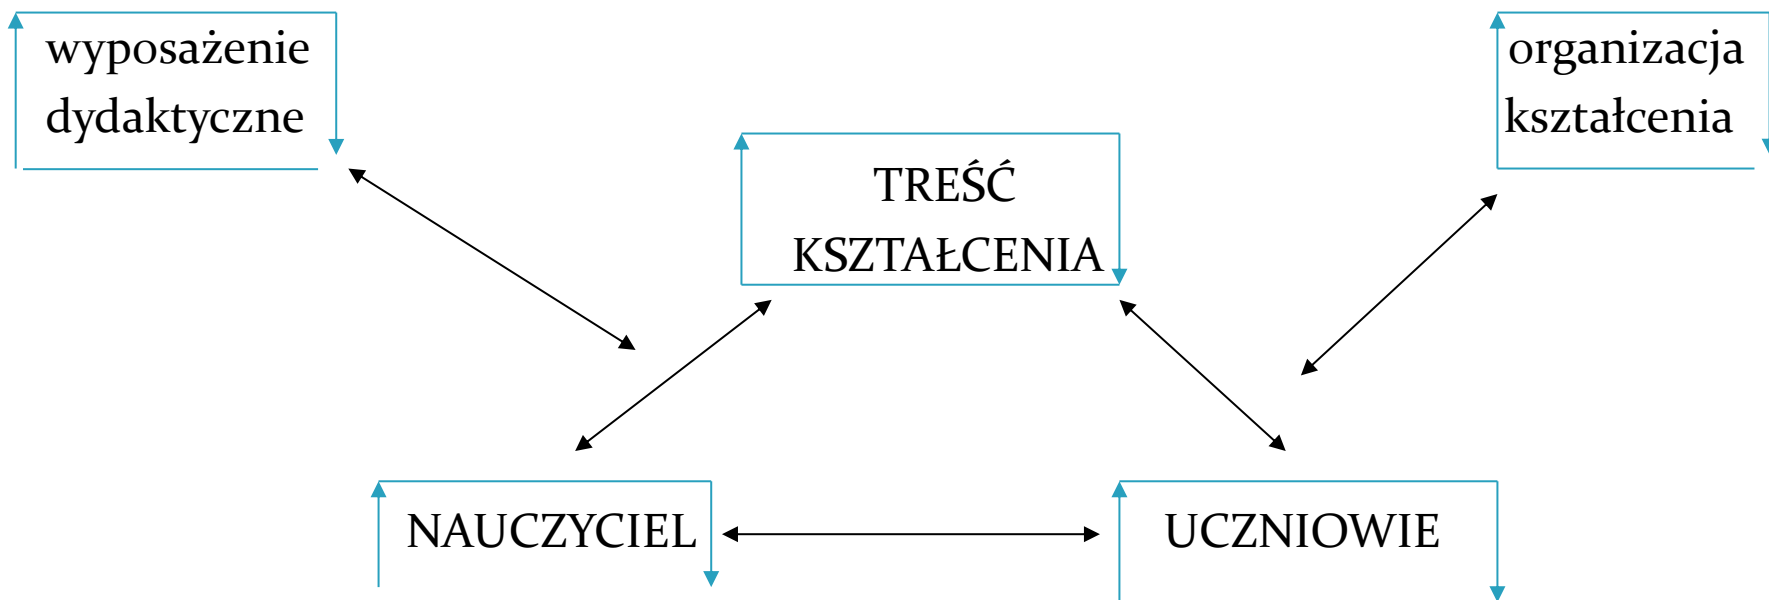 wyposażenie
dydaktyczne
organizacja
kształcenia
TREŚĆ
KSZTAŁCENIA
NAUCZYCIEL
UCZNIOWIE